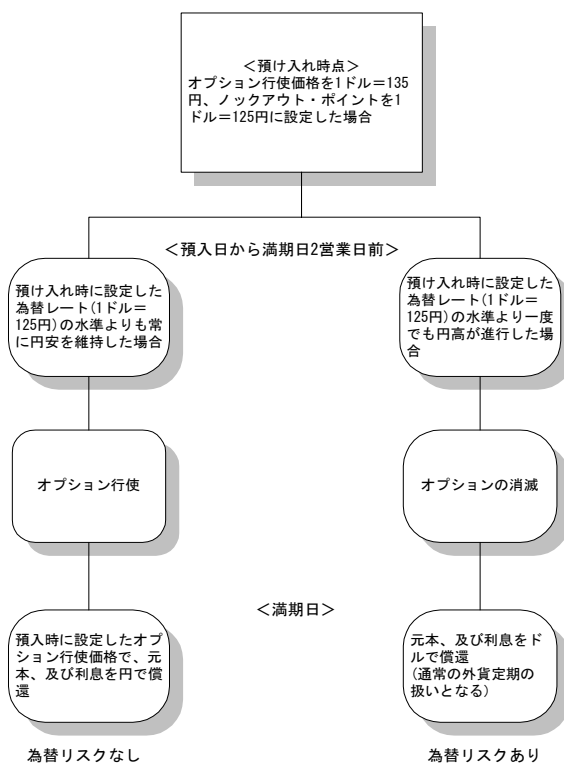 ＜預け入れ時点＞
オプション行使価格を1ドル＝135
円、ノックアウト・ポイントを1
ドル＝125円に設定した場合
＜預入日から満期日2営業日前＞
預け入れ時に設定した
為替レート(1ドル＝
125円)の水準よりも常
に円安を維持した場合
預け入れ時に設定した
為替レート(1ドル＝
125円)の水準より一度
でも円高が進行した場
合
オプション行使
オプションの消滅
＜満期日＞
預入時に設定したオプ
ション行使価格で、元
本、及び利息を円で償
還
元本、及び利息をド
ルで償還
(通常の外貨定期の
扱いとなる)
為替リスクなし
為替リスクあり